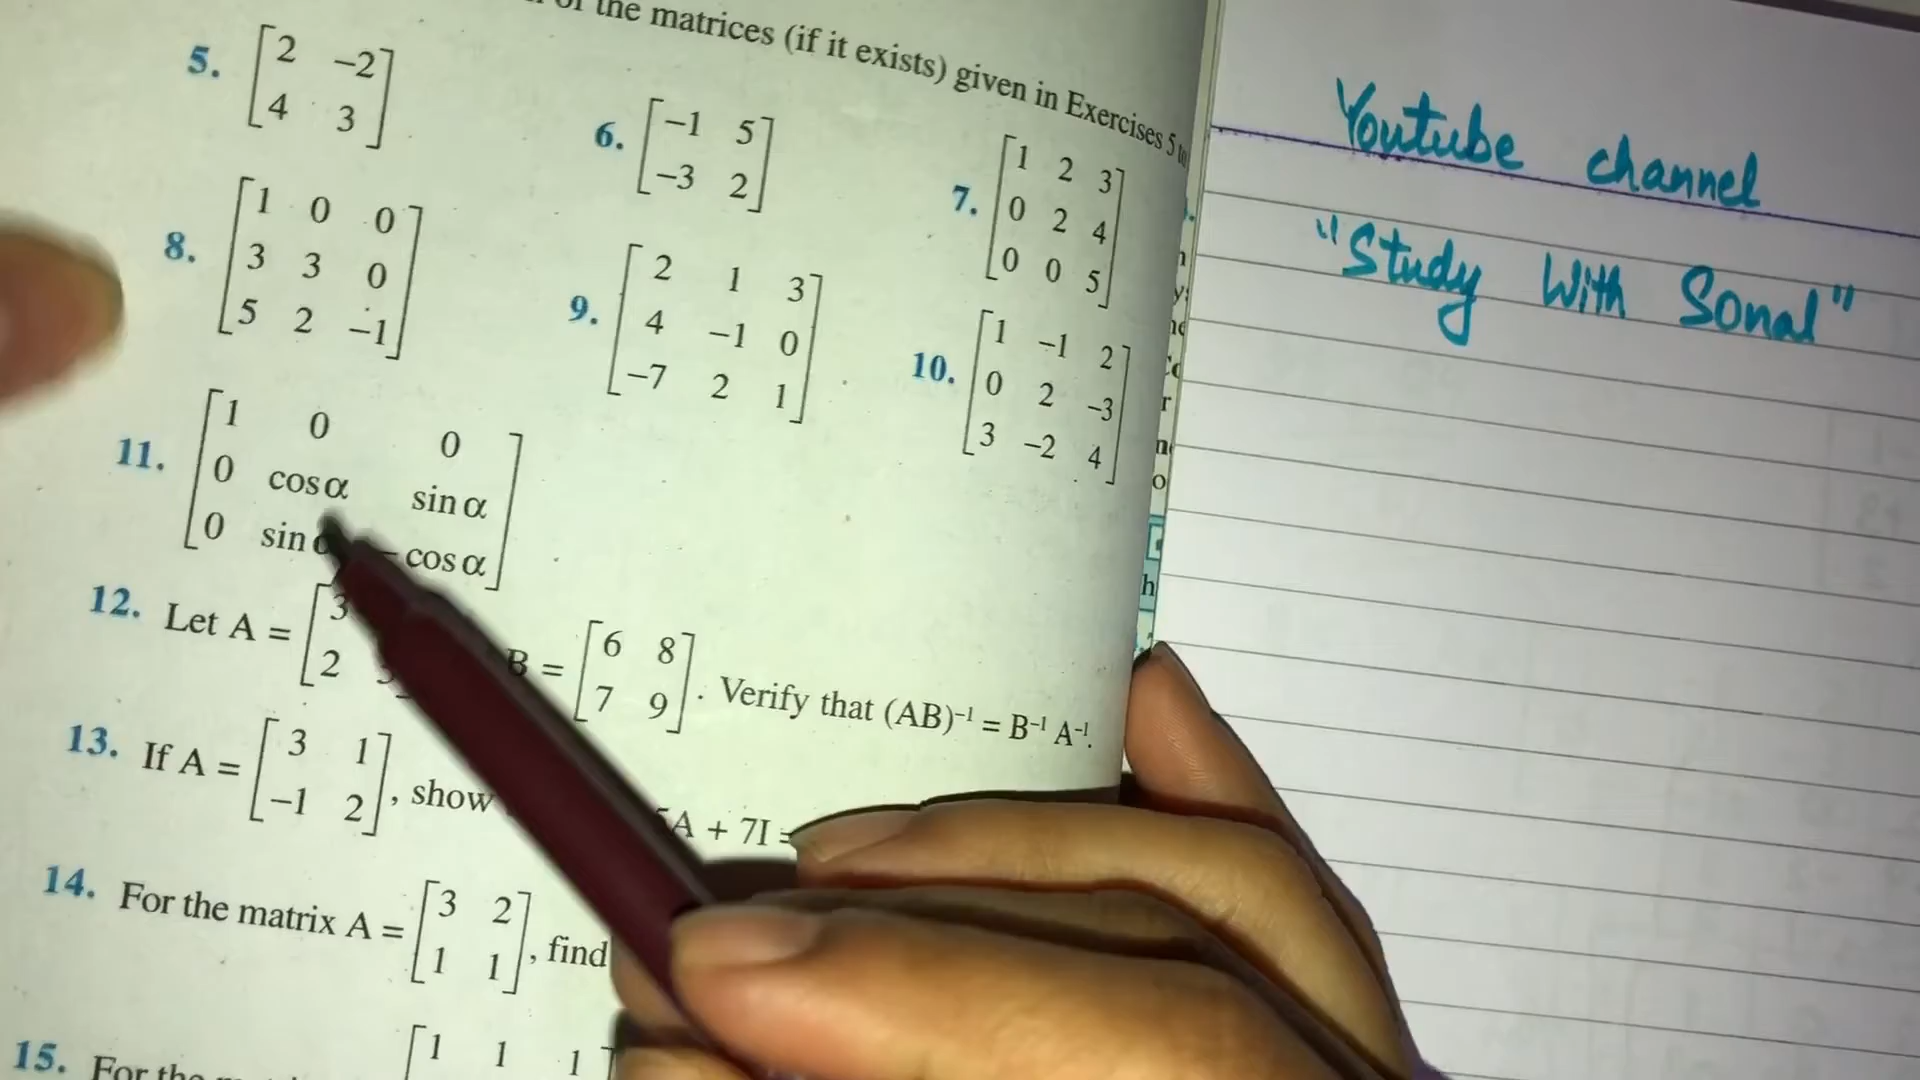 of the matrices (if it exists) given in Exercises 5
5. [2 -2
4 3]
6. [-1 5
-3 2]
7. [1 2 3
0 2 4
0 0 5]
8. [1 0 0
3 3 0
5 2 -1]
9. [2 1 3
4 -1 0
-7 2 1]
10. [1 -1 2
0 2 -3
3 -2 4]
11. [1 0 0
0 cosα sinα
0 sin -cosα]
12. Let A = [3
2 B = [6 8
7 9]. Verify that (AB)⁻¹ = B⁻¹ A⁻¹.
13. If A = [3 1
-1 2], show A + 7I =
14. For the matrix A = [3 2
1 1], find
15. For the
[1 1 1
Youtube channel
"Study With Sonal"